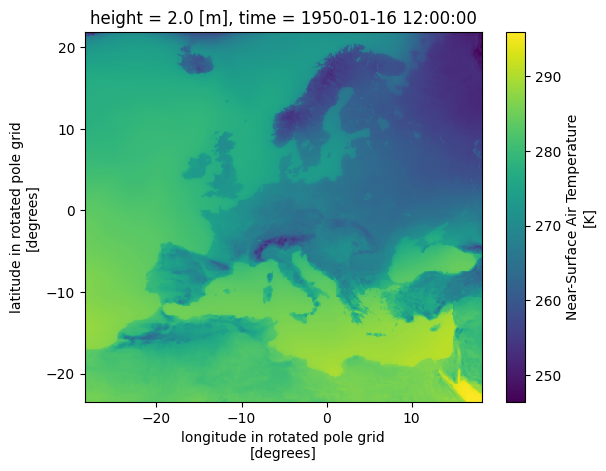 height = 2.0 [m], time = 1950-01-16 12:00:00
20
10
0
−10
−20
latitude in rotated pole grid
[degrees]
−20
−10
0
10
longitude in rotated pole grid
[degrees]
290
280
270
260
250
Near-Surface Air Temperature
[K]